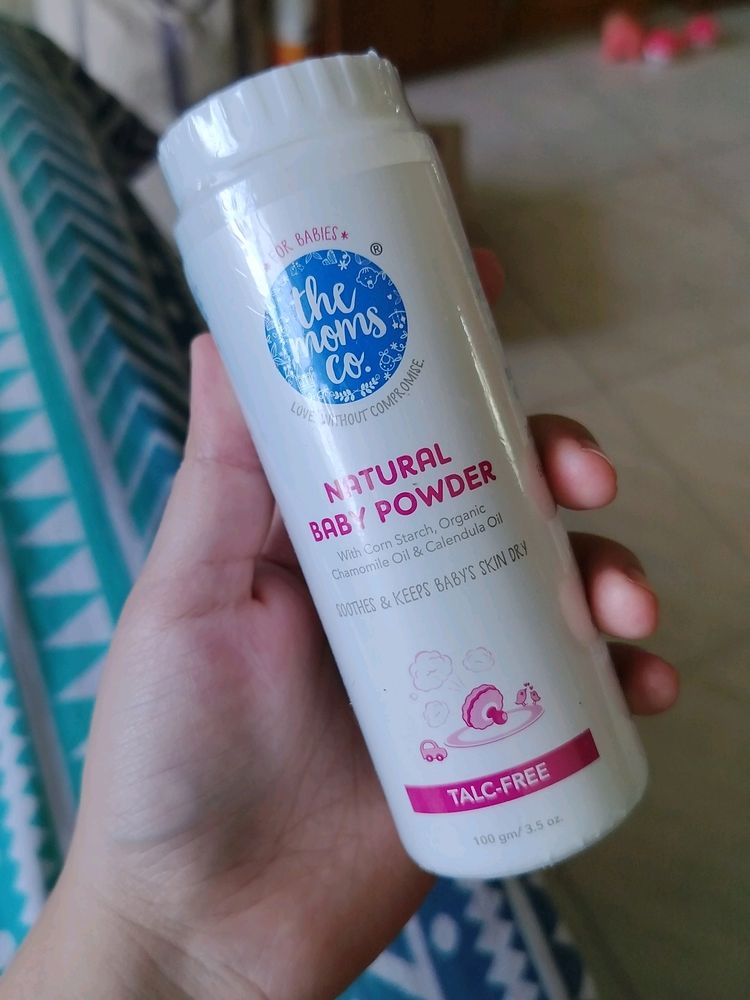 FOR BABIES*
®
the
moms
co.
LOVE WITHOUT COMPROMISE.
NATURAL
BABY POWDER
With Corn Starch, Organic
Chamomile Oil & Calendula Oil
SOOTHES & KEEPS BABY'S SKIN DRY
TALC-FREE
100 gm/ 3.5 oz.